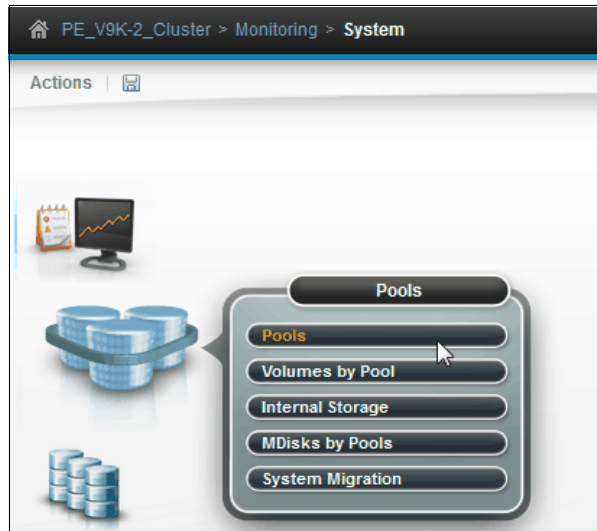 PE_V9K-2_Cluster > Monitoring > System
Actions
Pools
Pools
Volumes by Pool
Internal Storage
MDisks by Pools
System Migration